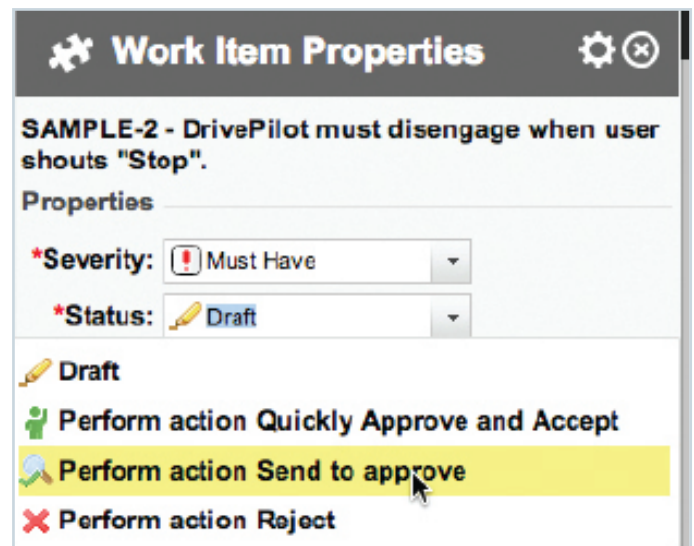 Work Item Properties
SAMPLE-2 - DrivePilot must disengage when user
shouts "Stop".
Properties
*Severity: Must Have
*Status: Draft
Draft
Perform action Quickly Approve and Accept
Perform action Send to approve
Perform action Reject